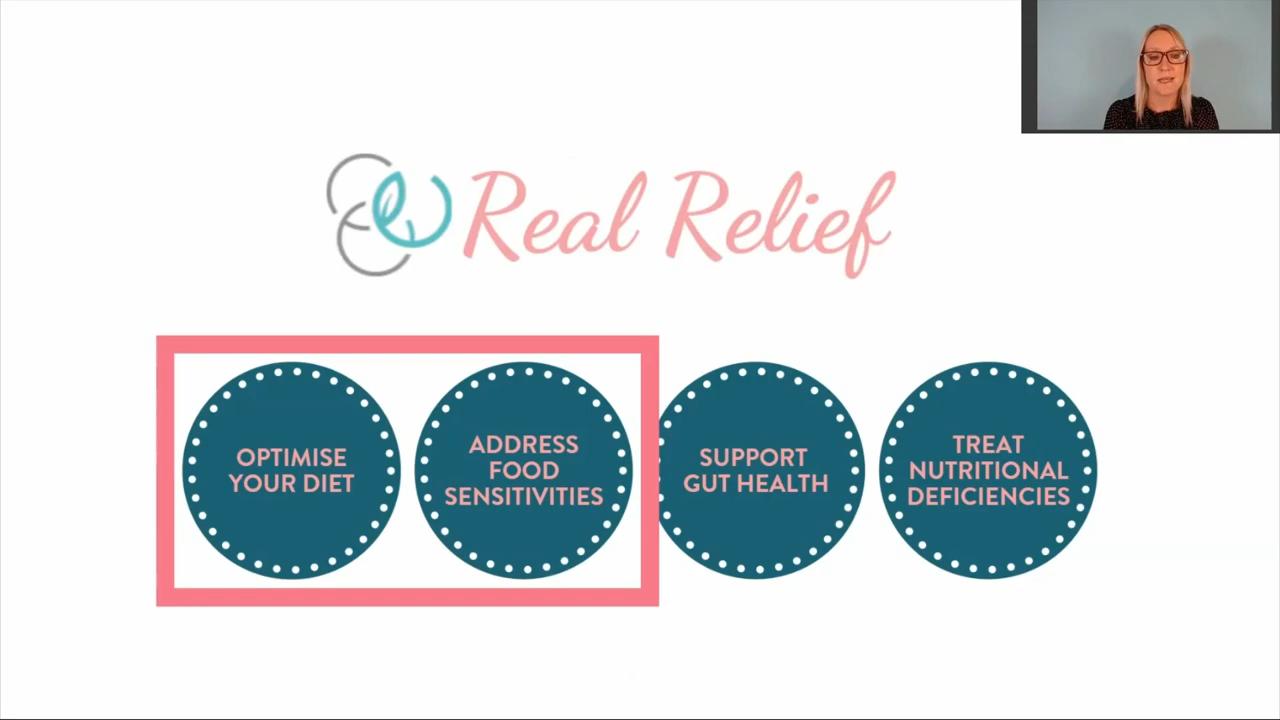 Real Relief
OPTIMISE
YOUR DIET
ADDRESS
FOOD
SENSITIVITIES
SUPPORT
GUT HEALTH
TREAT
NUTRITIONAL
DEFICIENCIES